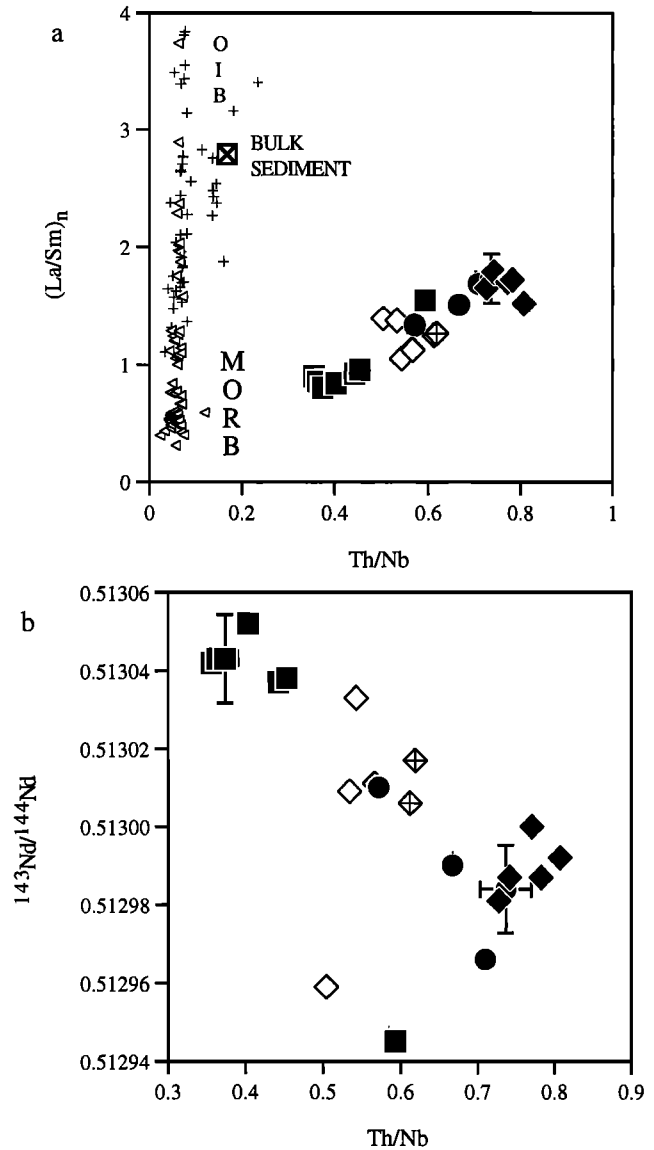 a
4
3
2
1
0
(La/Sm)n
O
I
B
BULK
SEDIMENT
M
O
R
B
0
0.2
0.4
0.6
0.8
1
Th/Nb
b
0.51306
0.51304
0.51302
0.51300
0.51298
0.51296
0.51294
143Nd/144Nd
0.3
0.4
0.5
0.6
0.7
0.8
0.9
Th/Nb